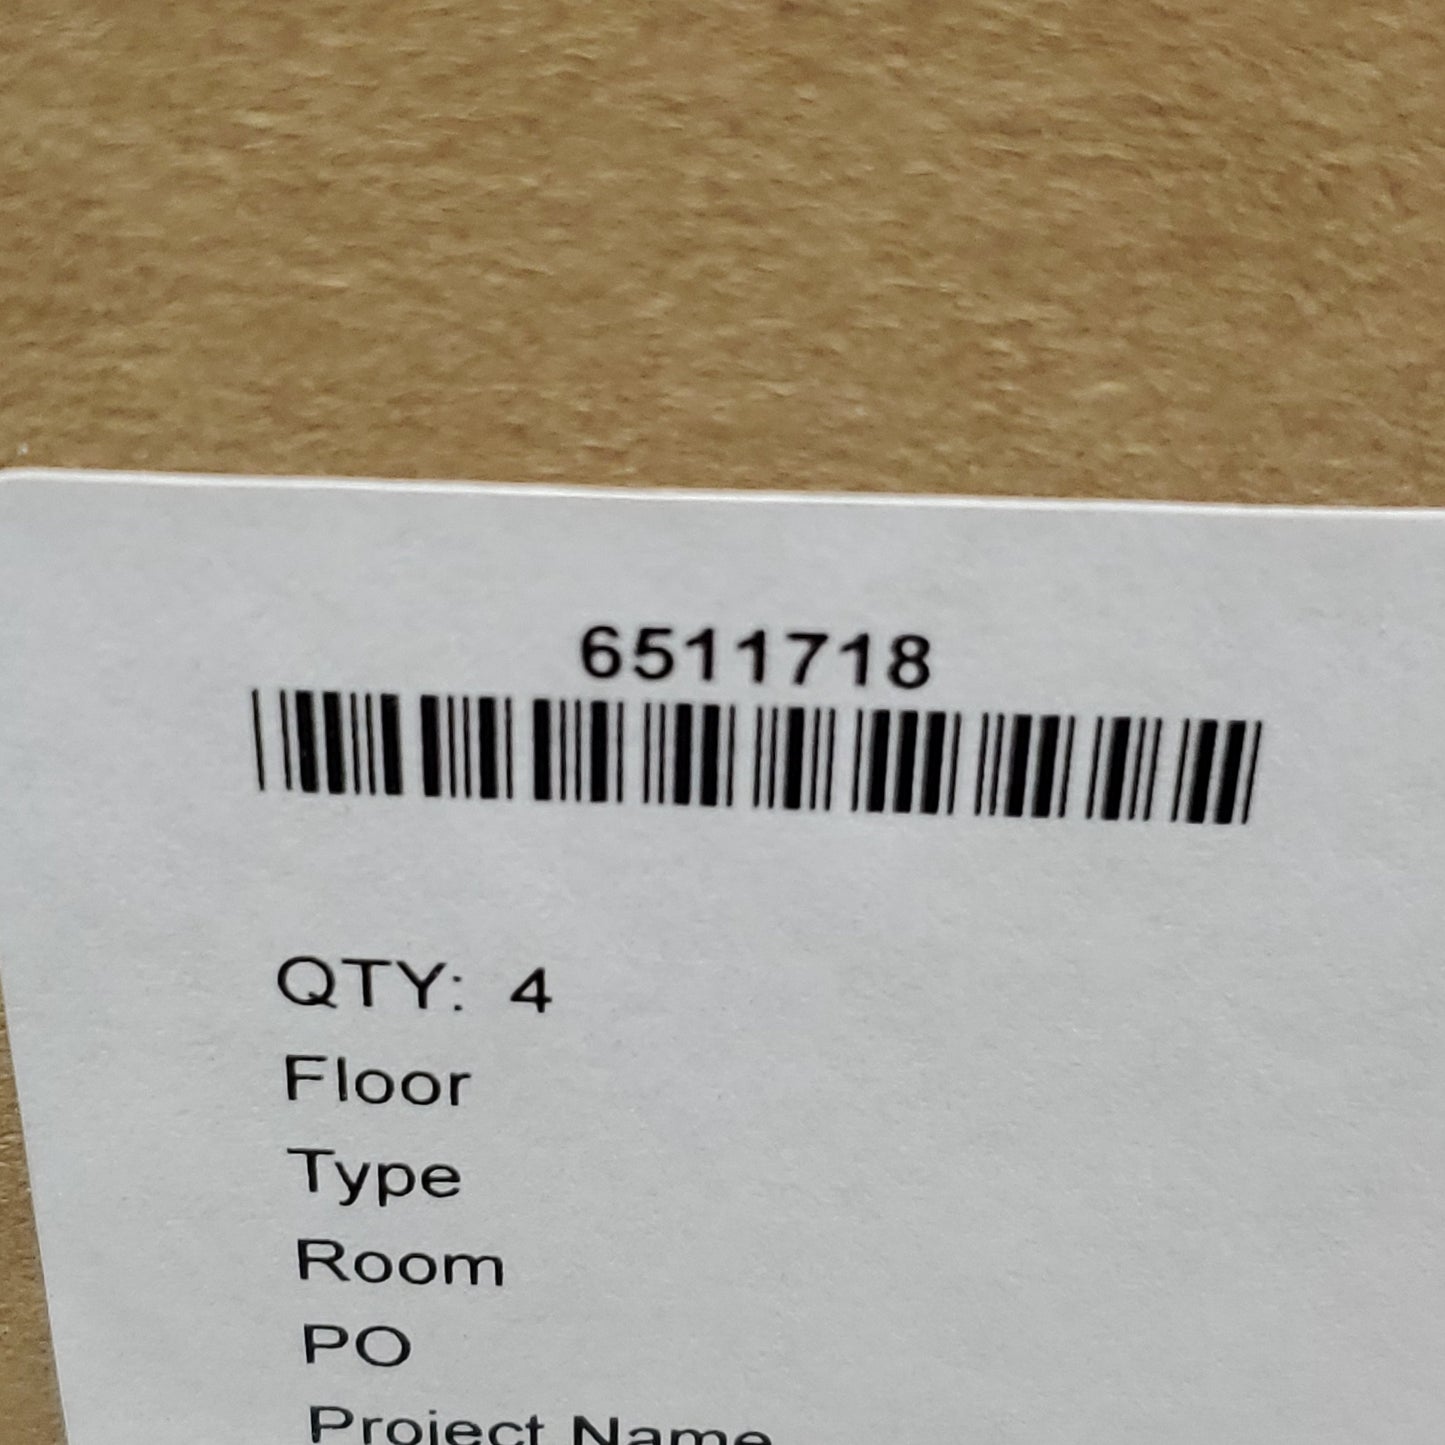 6511718
QTY: 4
Floor
Type
Room
PO
Project Name